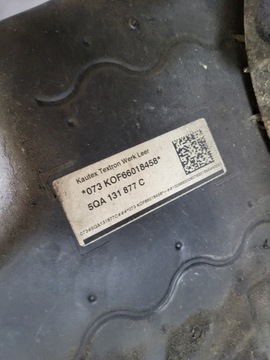 Kautex Textron Werk Leer
*073 KOF66018458*
5QA 131 877 C